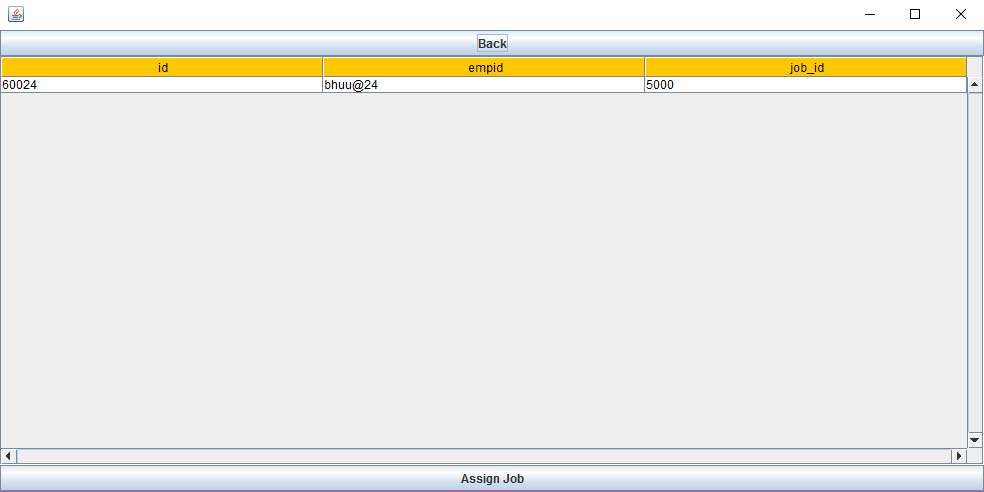 Back
id empid job_id
60024 bhuu@24 5000
Assign Job